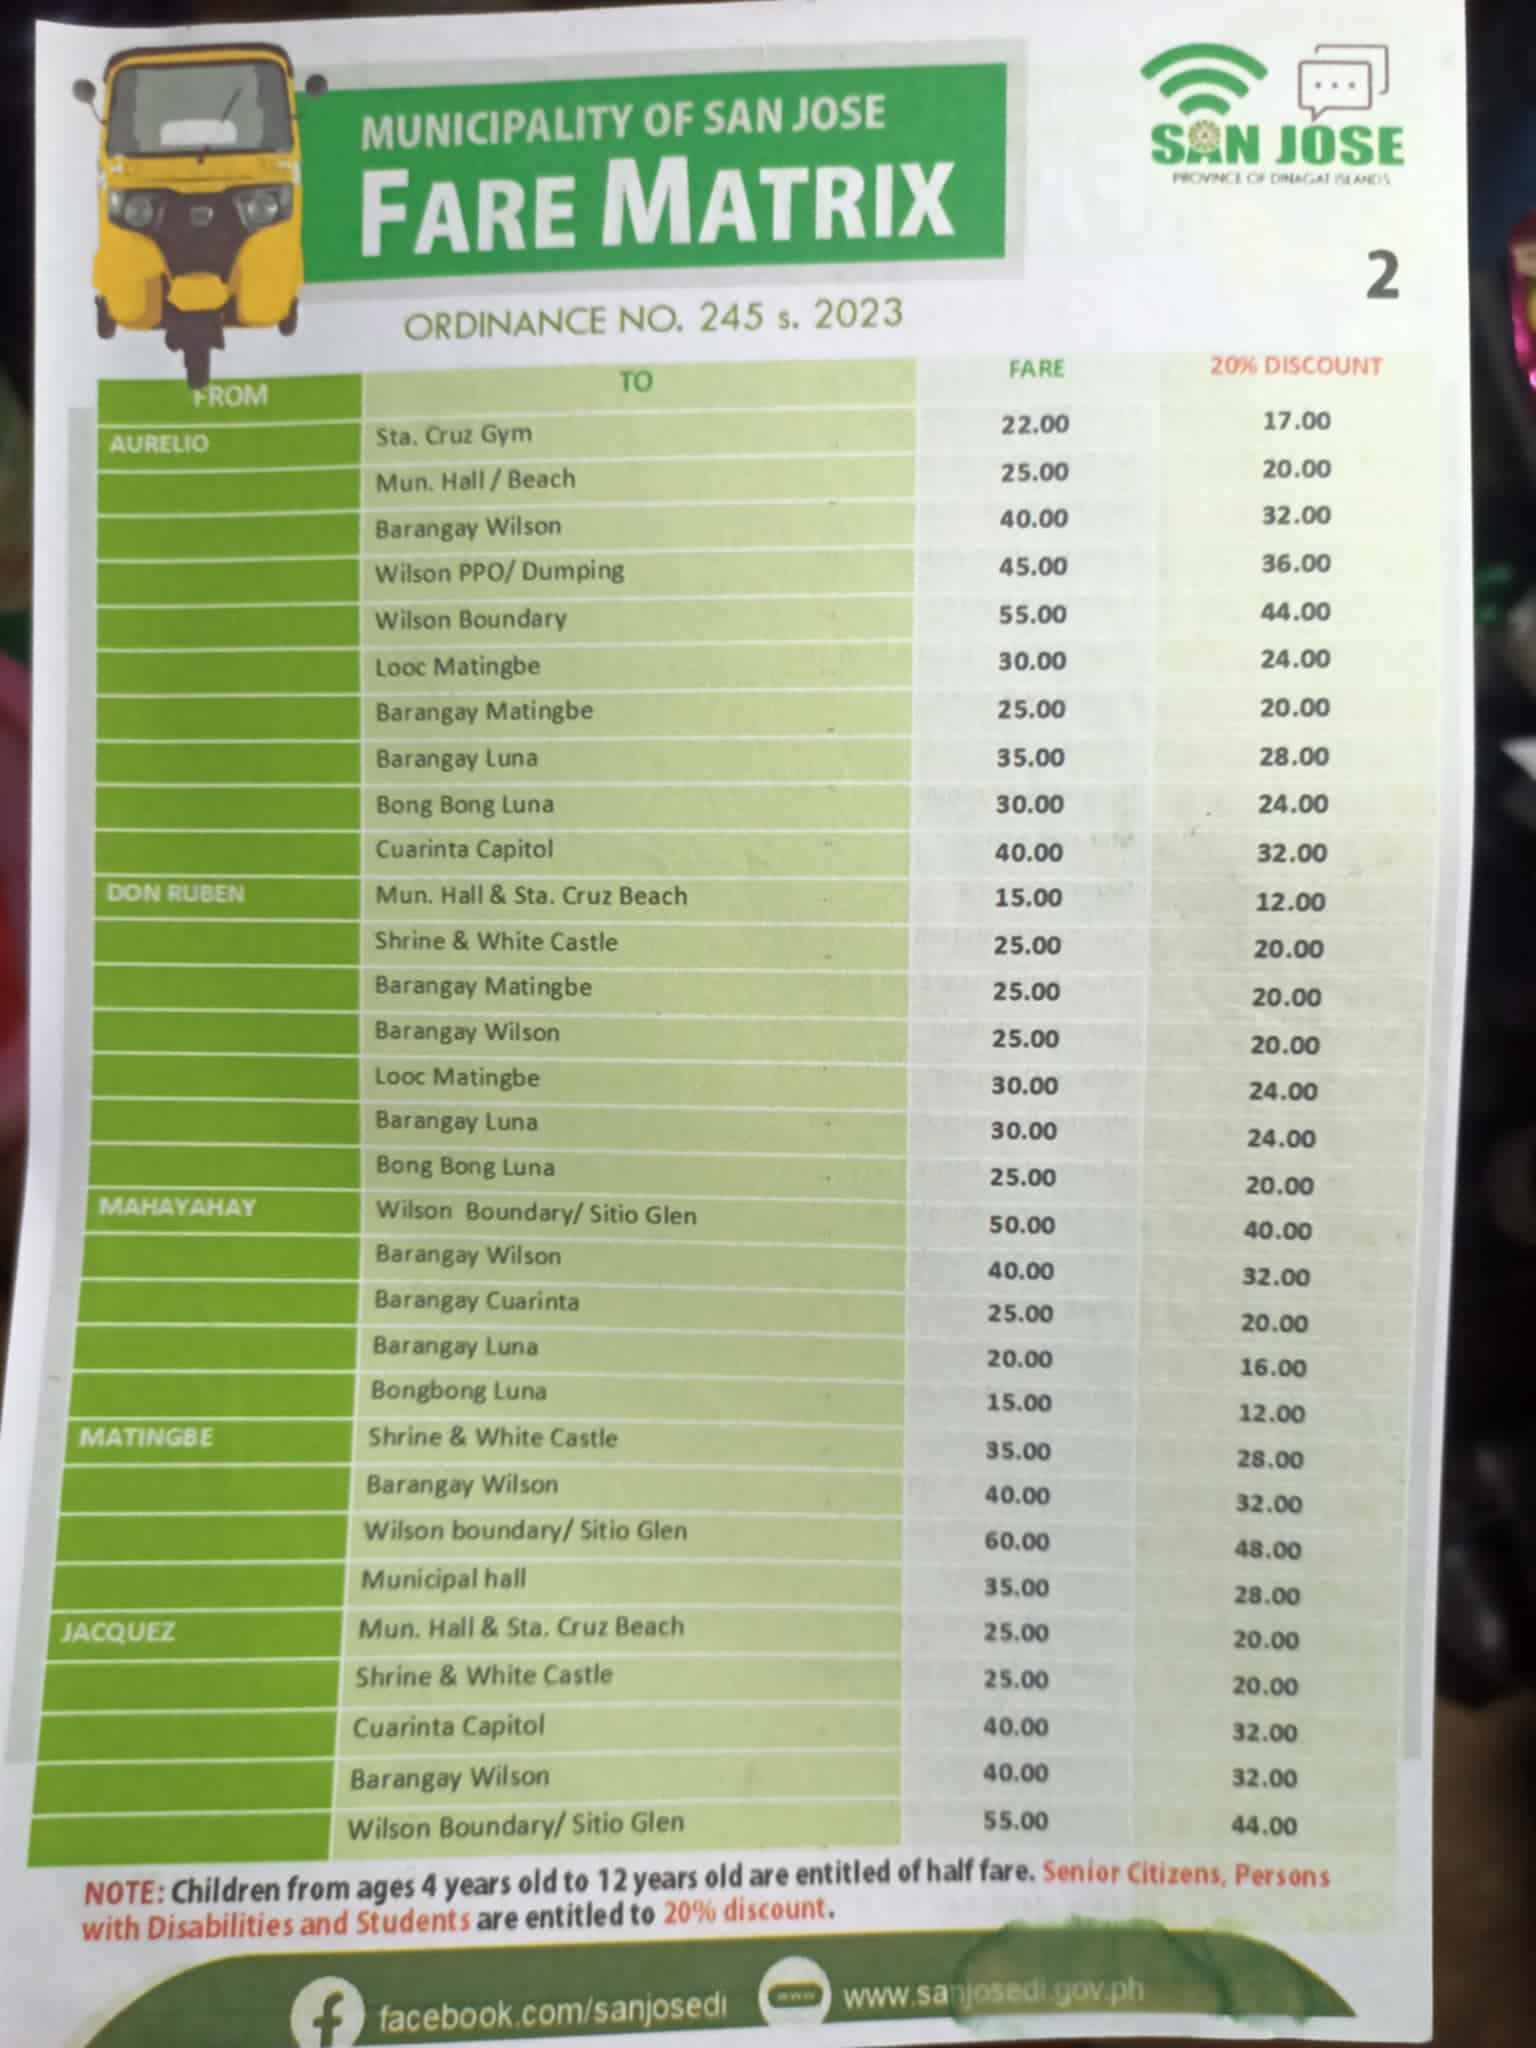 MUNICIPALITY OF SAN JOSE
FARE MATRIX
SAN JOSE
PROVINCE OF DINAGAT ISLANDS
2
ORDINANCE NO. 245 s. 2023
FROM TO FARE 20% DISCOUNT
AURELIO Sta. Cruz Gym 22.00 17.00
Mun. Hall / Beach 25.00 20.00
Barangay Wilson 40.00 32.00
Wilson PPO/ Dumping 45.00 36.00
Wilson Boundary 55.00 44.00
Looc Matingbe 30.00 24.00
Barangay Matingbe 25.00 20.00
Barangay Luna 35.00 28.00
Bong Bong Luna 30.00 24.00
Cuarinta Capitol 40.00 32.00
DON RUBEN Mun. Hall & Sta. Cruz Beach 15.00 12.00
Shrine & White Castle 25.00 20.00
Barangay Matingbe 25.00 20.00
Barangay Wilson 25.00 20.00
Looc Matingbe 30.00 24.00
Barangay Luna 30.00 24.00
Bong Bong Luna 25.00 20.00
MAHAYAHAY Wilson Boundary/ Sitio Glen 50.00 40.00
Barangay Wilson 40.00 32.00
Barangay Cuarinta 25.00 20.00
Barangay Luna 20.00 16.00
Bongbong Luna 15.00 12.00
MATINGBE Shrine & White Castle 35.00 28.00
Barangay Wilson 40.00 32.00
Wilson boundary/ Sitio Glen 60.00 48.00
Municipal hall 35.00 28.00
JACQUEZ Mun. Hall & Sta. Cruz Beach 25.00 20.00
Shrine & White Castle 25.00 20.00
Cuarinta Capitol 40.00 32.00
Barangay Wilson 40.00 32.00
Wilson Boundary/ Sitio Glen 55.00 44.00
NOTE: Children from ages 4 years old to 12 years old are entitled of half fare. Senior Citizens, Persons
with Disabilities and Students are entitled to 20% discount.
f facebook.com/sanjosedi www www.sanjosedi.gov.ph